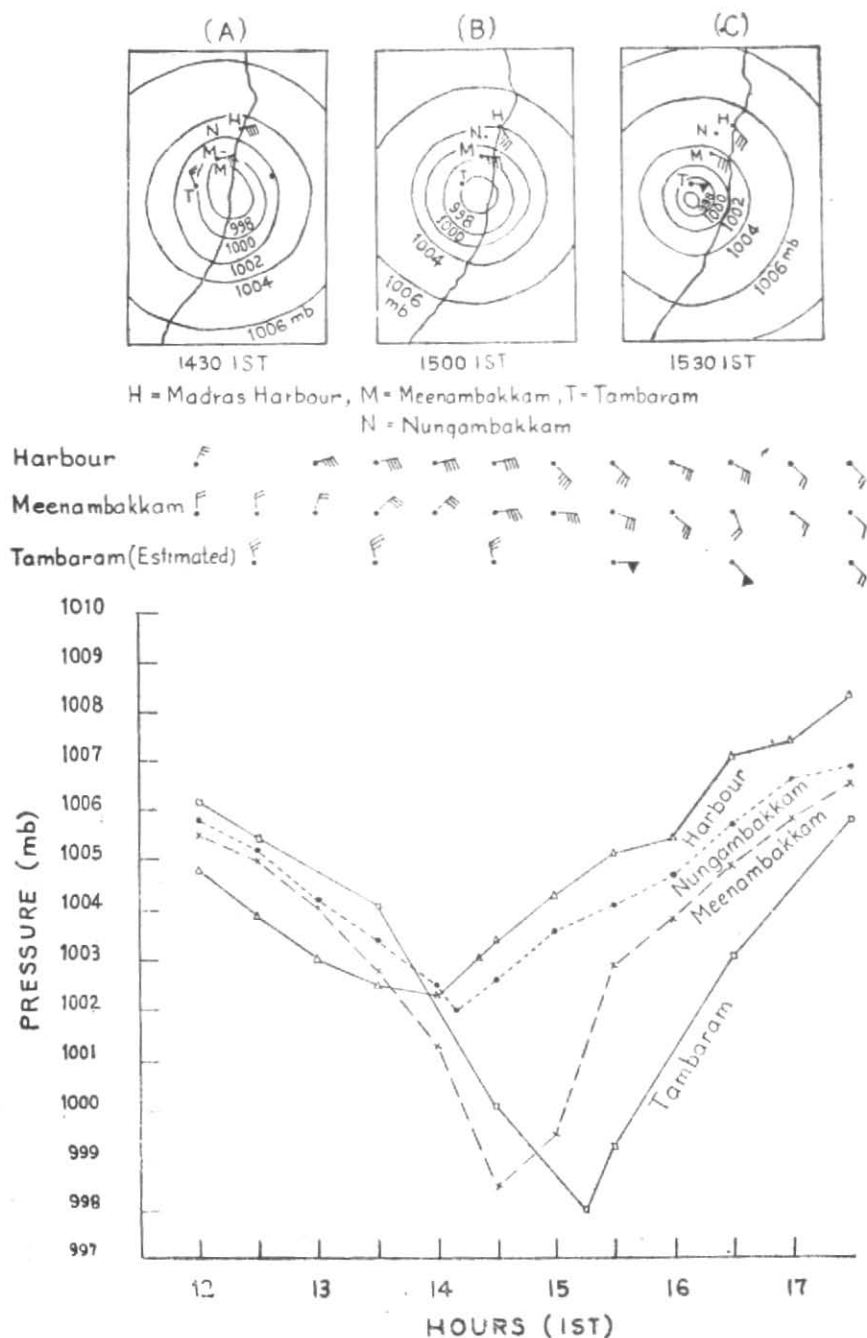 (A) (B) (C)
H
N
M
M
T
998
1000
1002
1004
1006 mb
H
N
M
T
998
1000
1004
1006 mb
H
N
M
T
998
1000
1002
1004
1006 mb
1430 IST 1500 IST 1530 IST
H = Madras Harbour, M = Meenambakkam, T = Tambaram
N = Nungambakkam
Harbour
Meenambakkam
Tambaram (Estimated)
1010
1009
1008
1007
1006
1005
1004
1003
1002
1001
1000
999
998
997
PRESSURE (mb)
Harbour
Nungambakkam
Meenambakkam
Tambaram
12 13 14 15 16 17
HOURS (IST)